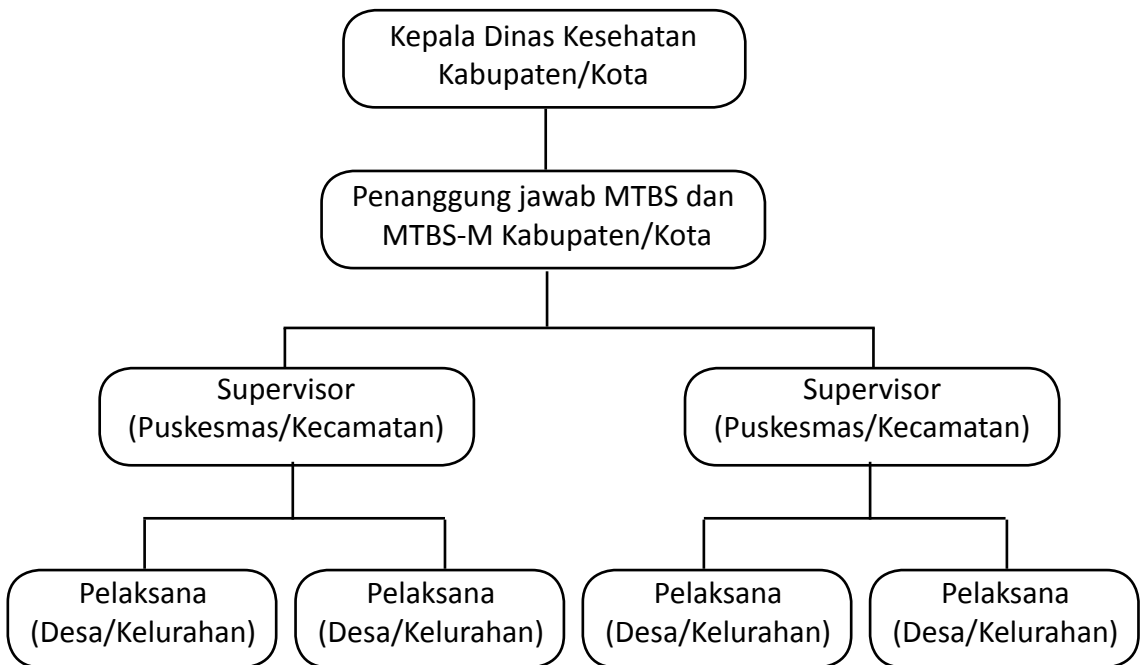 Kepala Dinas Kesehatan
Kabupaten/Kota
Penanggung jawab MTBS dan
MTBS-M Kabupaten/Kota
Supervisor
(Puskesmas/Kecamatan)
Supervisor
(Puskesmas/Kecamatan)
Pelaksana
(Desa/Kelurahan)
Pelaksana
(Desa/Kelurahan)
Pelaksana
(Desa/Kelurahan)
Pelaksana
(Desa/Kelurahan)